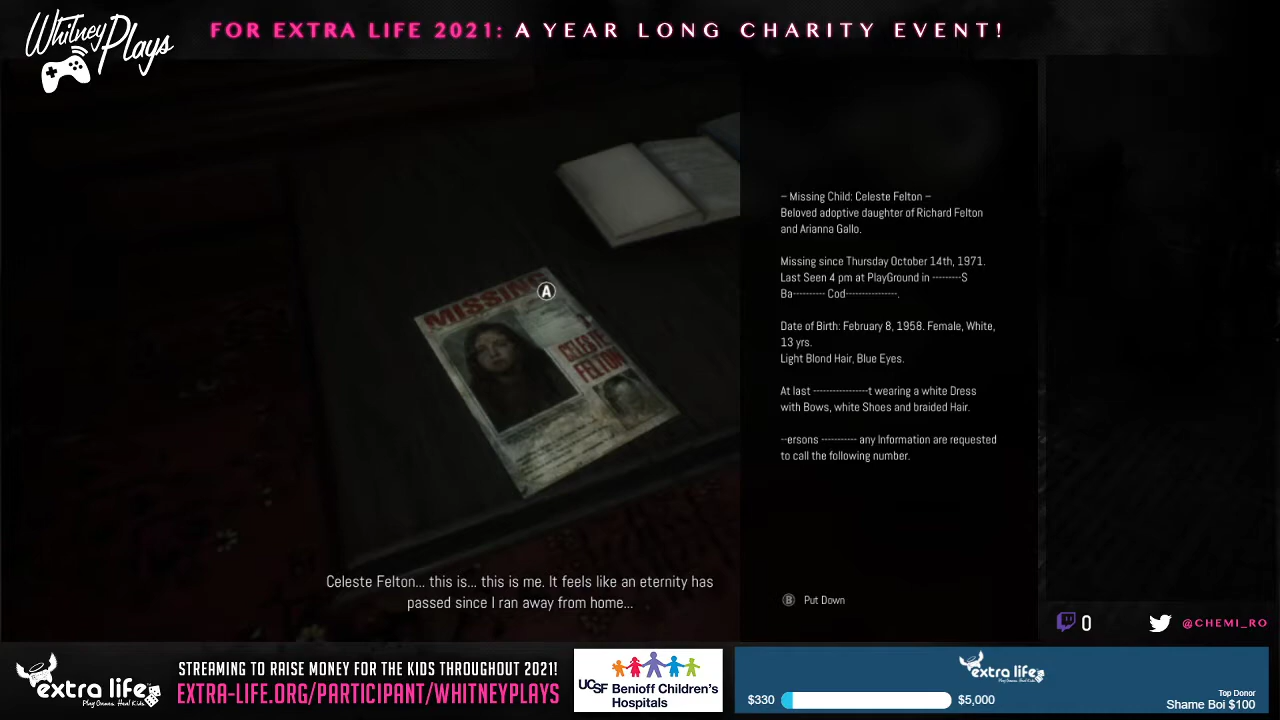 Whitney Plays
FOR EXTRA LIFE 2021: A YEAR LONG CHARITY EVENT!
– Missing Child: Celeste Felton –
Beloved adoptive daughter of Richard Felton
and Arianna Gallo.
Missing since Thursday October 14th, 1971.
Last Seen 4 pm at PlayGround in ---------S
Ba---------- Cod----------------.
Date of Birth: February 8, 1958. Female, White,
13 yrs.
Light Blond Hair, Blue Eyes.
At last -----------------t wearing a white Dress
with Bows, white Shoes and braided Hair.
--ersons ----------- any Information are requested
to call the following number.
MISSING
A
CELESTE
FELTON
Celeste Felton... this is... this is me. It feels like an eternity has
passed since I ran away from home...
B Put Down
0
@CHEMI_RO
extra life
Play Games. Heal Kids.
STREAMING TO RAISE MONEY FOR THE KIDS THROUGHOUT 2021!
EXTRA-LIFE.ORG/PARTICIPANT/WHITNEYPLAYS
UCSF Benioff Children's
Hospitals
extra life
Play Games. Heal Kids.
$330
$5,000
Top Donor
Shame Boi $100